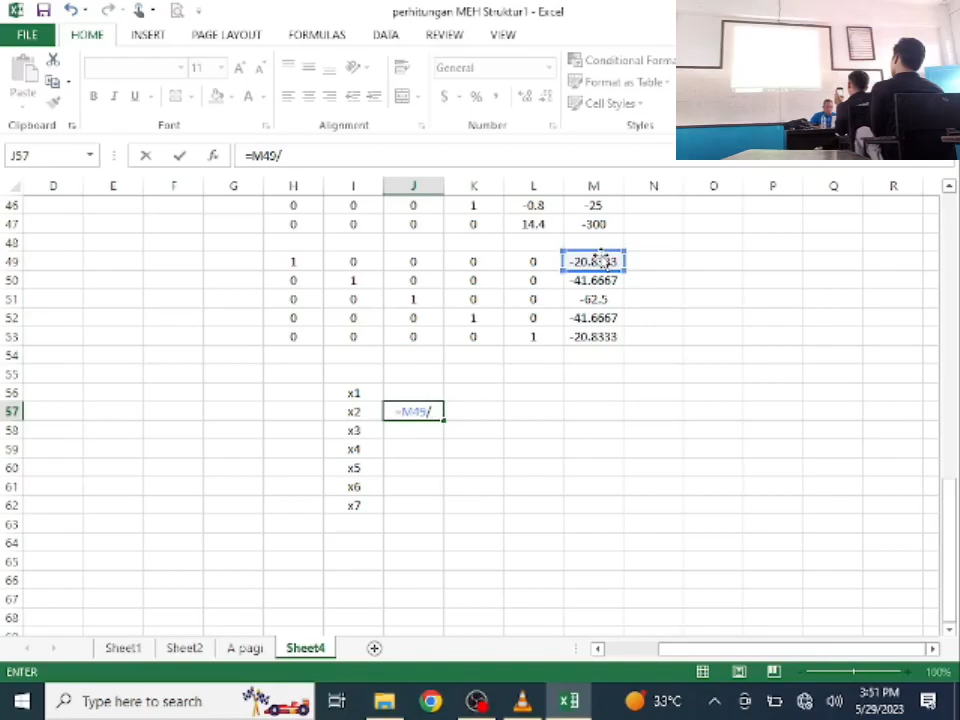 perhitungan MEH Struktur1 - Excel
FILE HOME INSERT PAGE LAYOUT FORMULAS DATA REVIEW VIEW
11 A A General Conditional Forma
Paste Format as Table
B I U A $ % Cell Styles
Clipboard Font Alignment Number Styles
J57 fx =M49/
D E F G H I J K L M N O P Q R
46 0 0 0 1 -0.8 -25
47 0 0 0 0 14.4 -300
48
49 1 0 0 0 0 -20.8333
50 0 1 0 0 0 -41.6667
51 0 0 1 0 0 -62.5
52 0 0 0 1 0 -41.6667
53 0 0 0 0 1 -20.8333
54
55
56 x1
57 x2 =M49/
58 x3
59 x4
60 x5
61 x6
62 x7
63
64
65
66
67
68
Sheet1 Sheet2 A pagi Sheet4
ENTER 100%
Type here to search 33°C 3:51 PM
5/29/2023